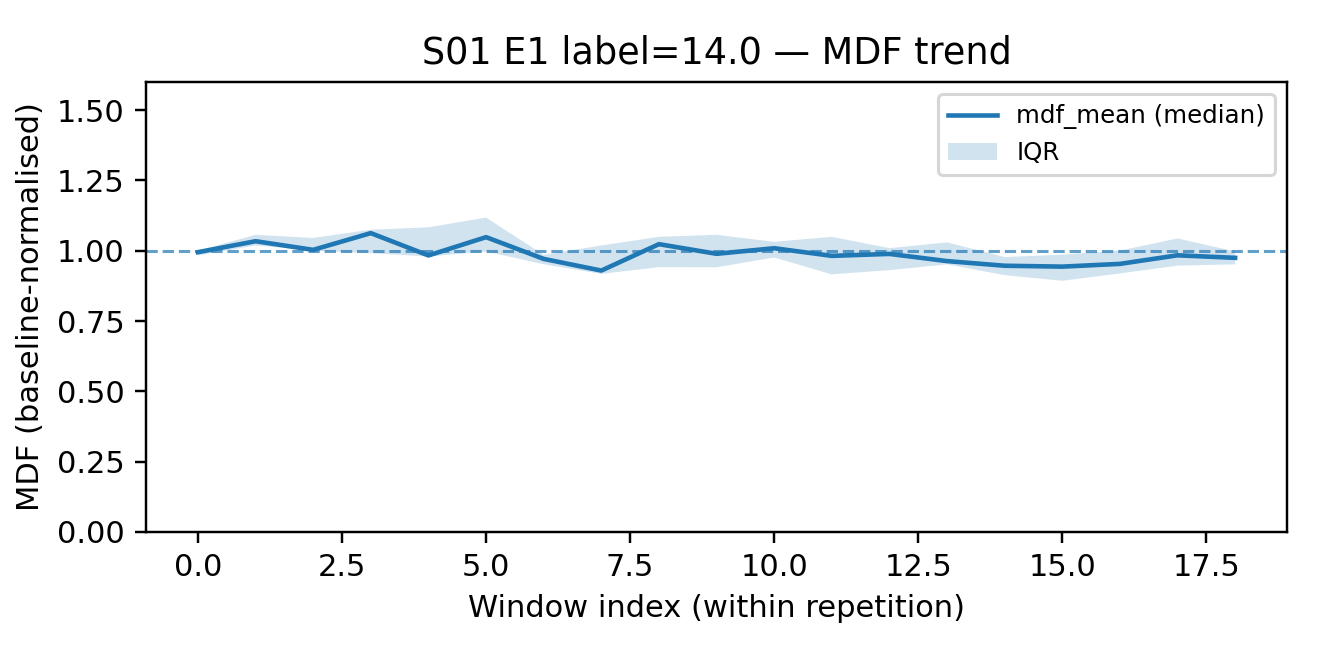 S01 E1 label=14.0 — MDF trend
mdf_mean (median)
IQR
MDF (baseline-normalised)
1.50
1.25
1.00
0.75
0.50
0.25
0.00
0.0 2.5 5.0 7.5 10.0 12.5 15.0 17.5
Window index (within repetition)